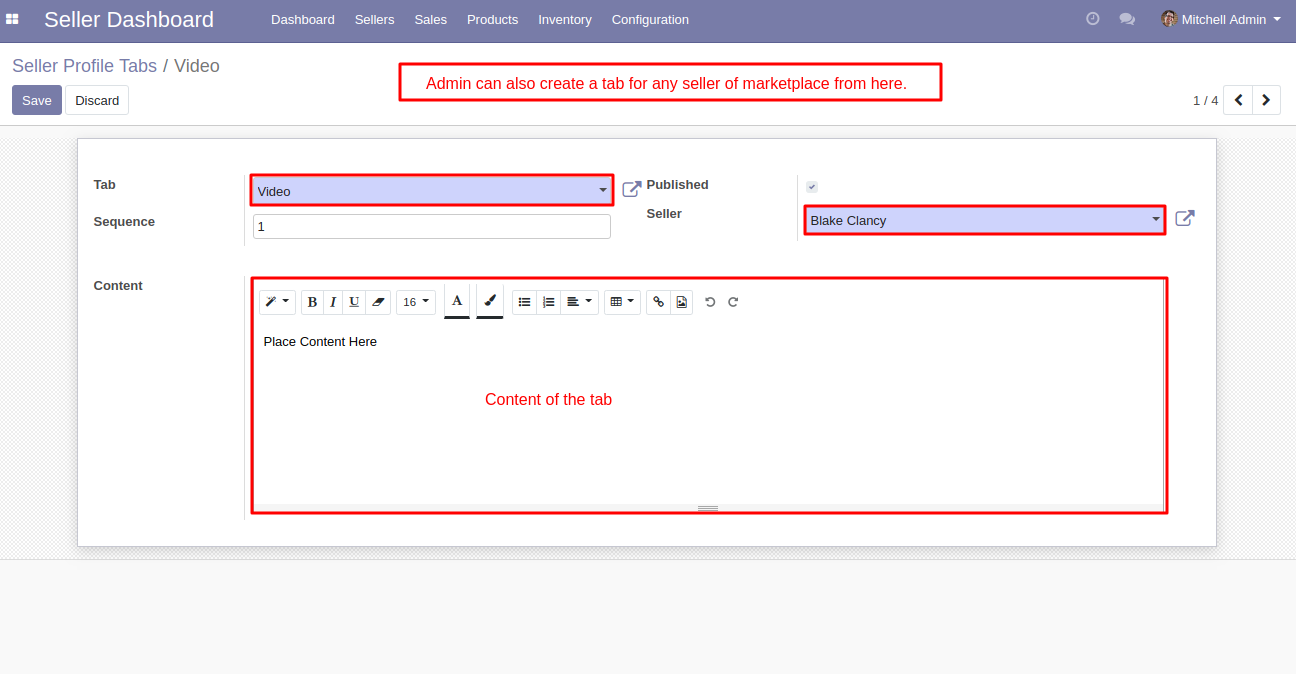 Seller Dashboard Dashboard Sellers Sales Products Inventory Configuration Mitchell Admin
Seller Profile Tabs / Video
Admin can also create a tab for any seller of marketplace from here.
Save Discard 1 / 4
Tab Video Published
Seller Blake Clancy
Sequence 1
Content
B I U 16 A
Place Content Here
Content of the tab